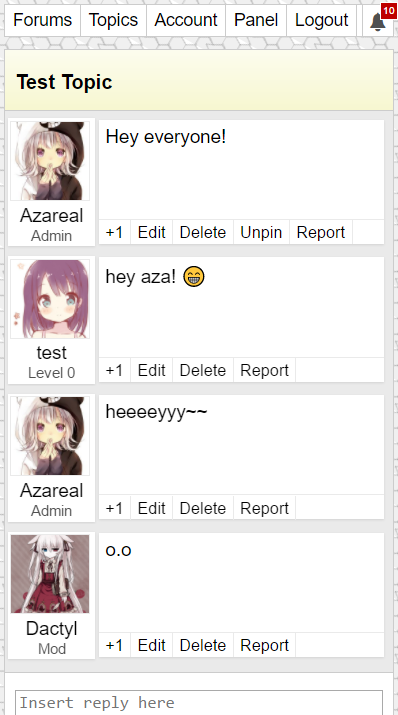 Forums Topics Account Panel Logout 10
Test Topic
Hey everyone!
Azareal
Admin
+1 Edit Delete Unpin Report
hey aza! 😁
test
Level 0
+1 Edit Delete Report
heeeeyyy~~
Azareal
Admin
+1 Edit Delete Report
o.o
Dactyl
Mod
+1 Edit Delete Report
Insert reply here